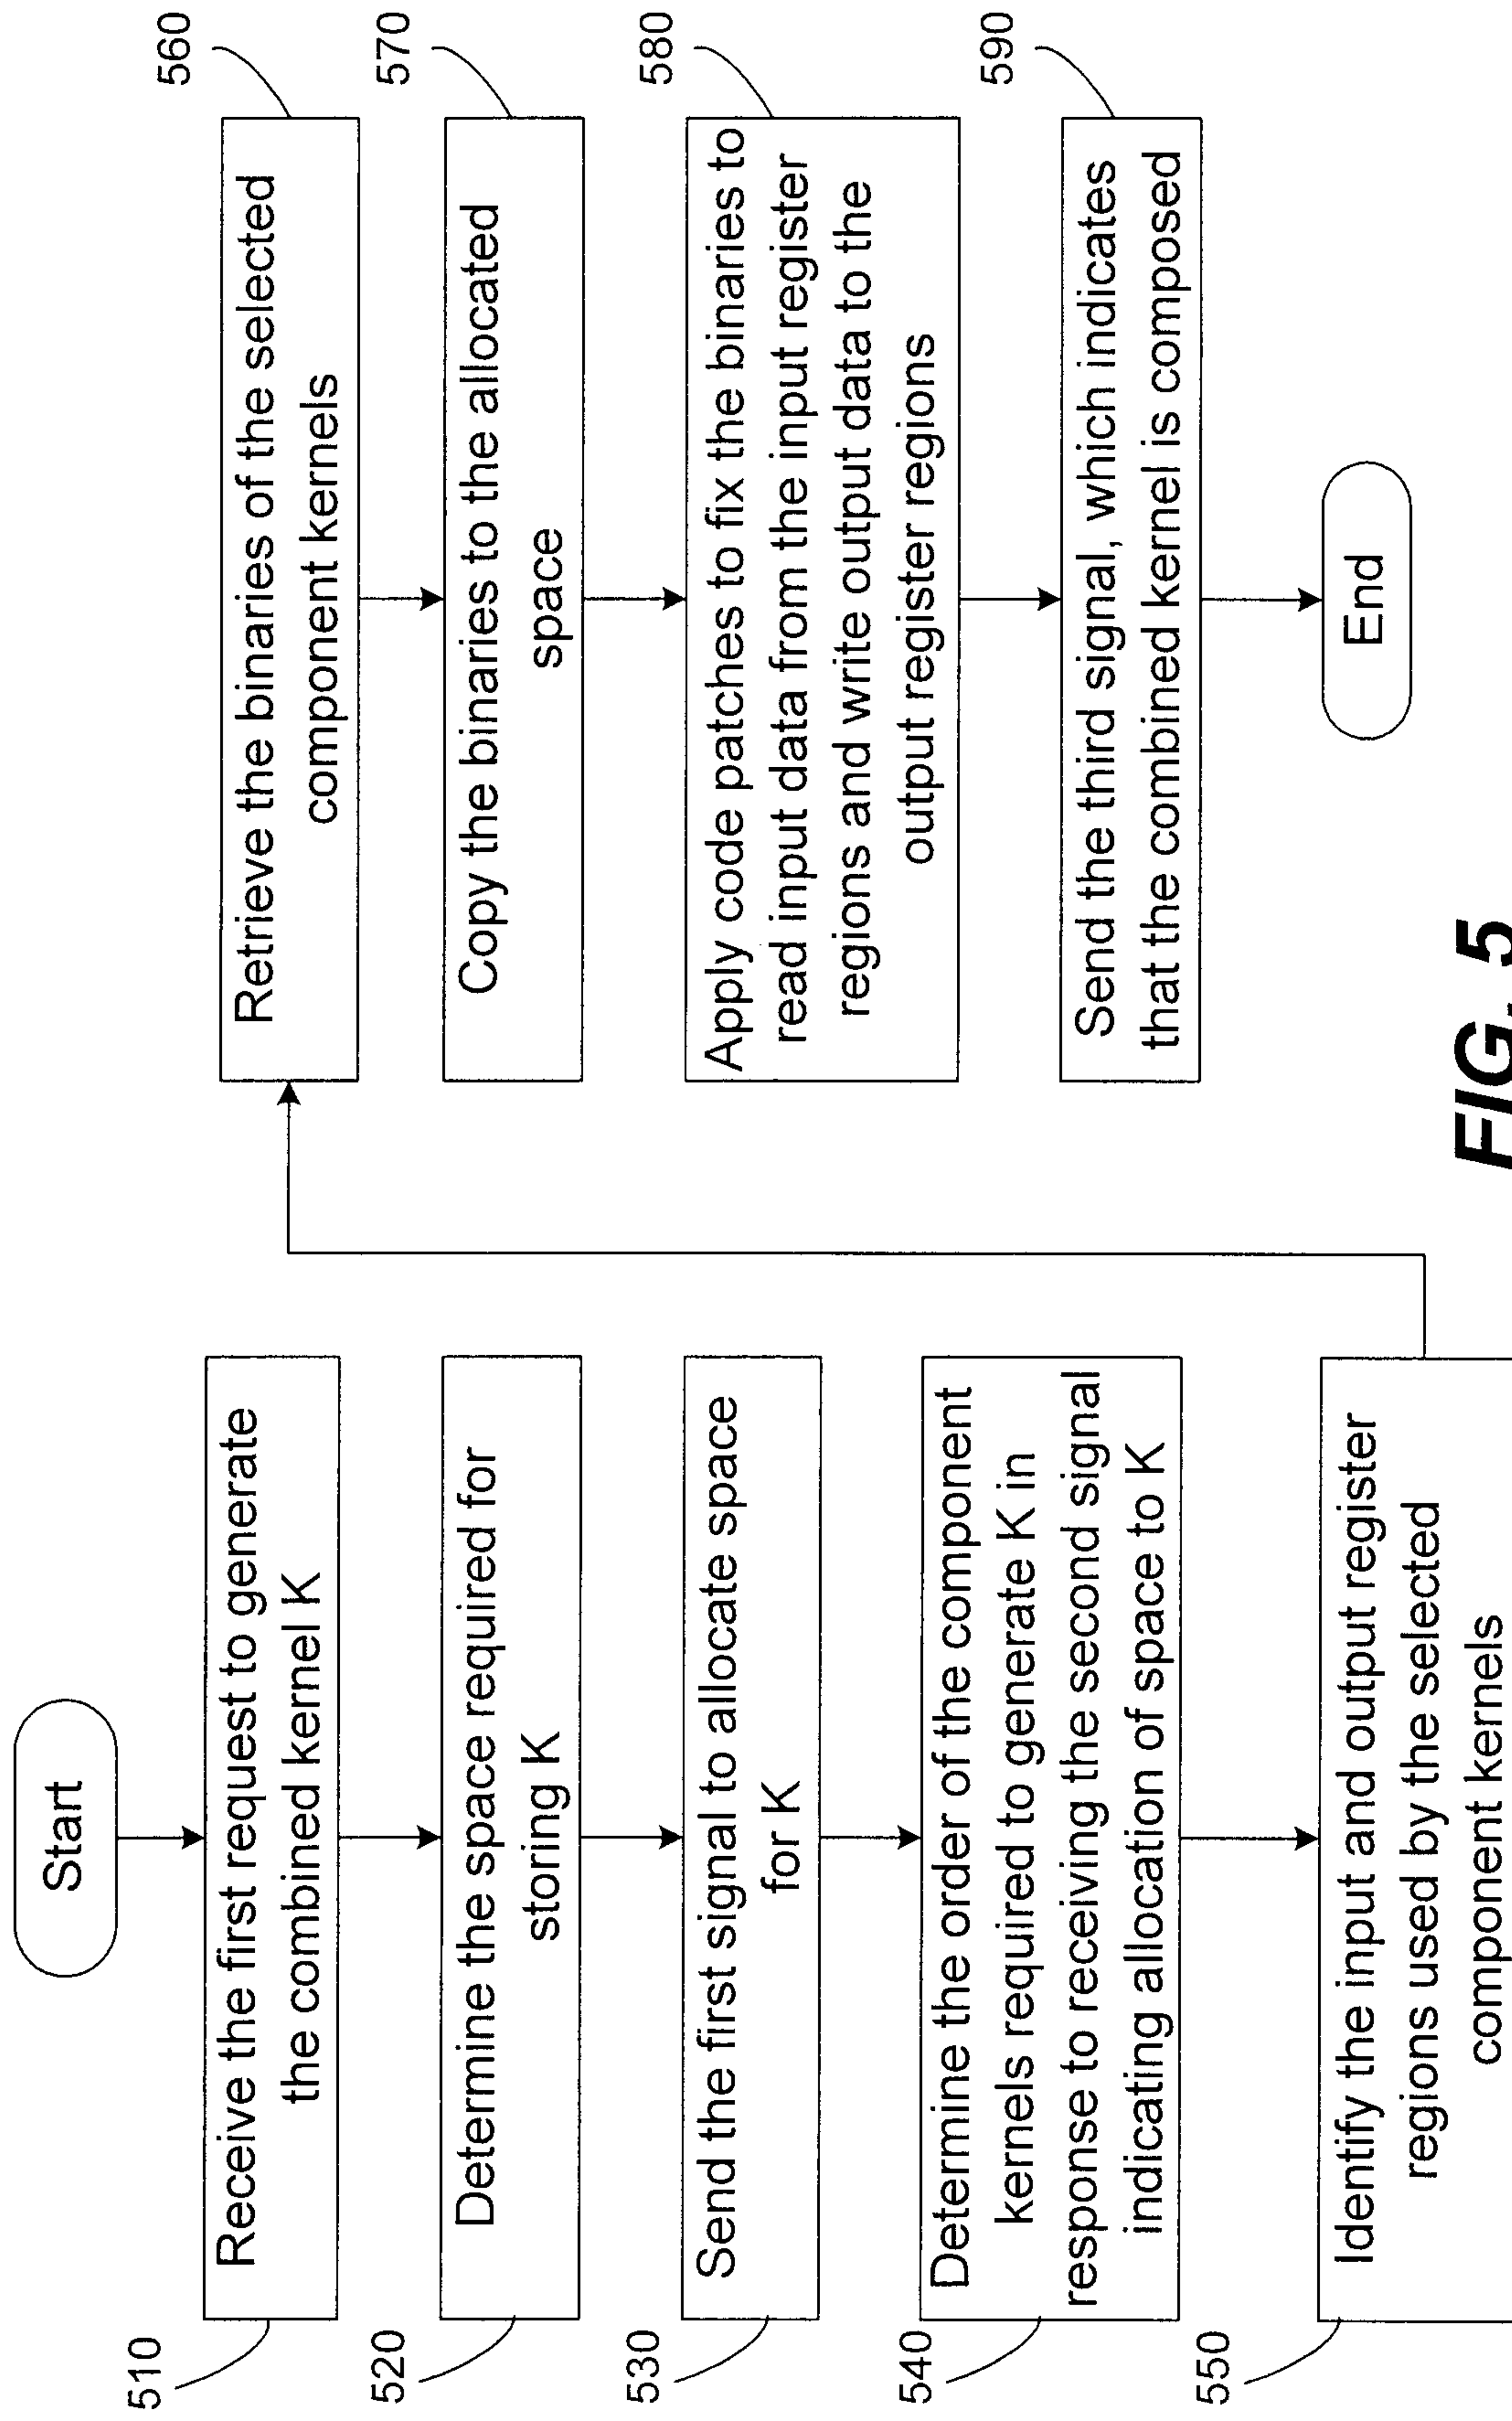 Start
510
Receive the first request to generate
the combined kernel K
520
Determine the space required for
storing K
530
Send the first signal to allocate space
for K
540
Determine the order of the component
kernels required to generate K in
response to receiving the second signal
indicating allocation of space to K
550
Identify the input and output register
regions used by the selected
component kernels
560
Retrieve the binaries of the selected
component kernels
570
Copy the binaries to the allocated
space
580
Apply code patches to fix the binaries to
read input data from the input register
regions and write output data to the
output register regions
590
Send the third signal, which indicates
that the combined kernel is composed
End
FIG. 5